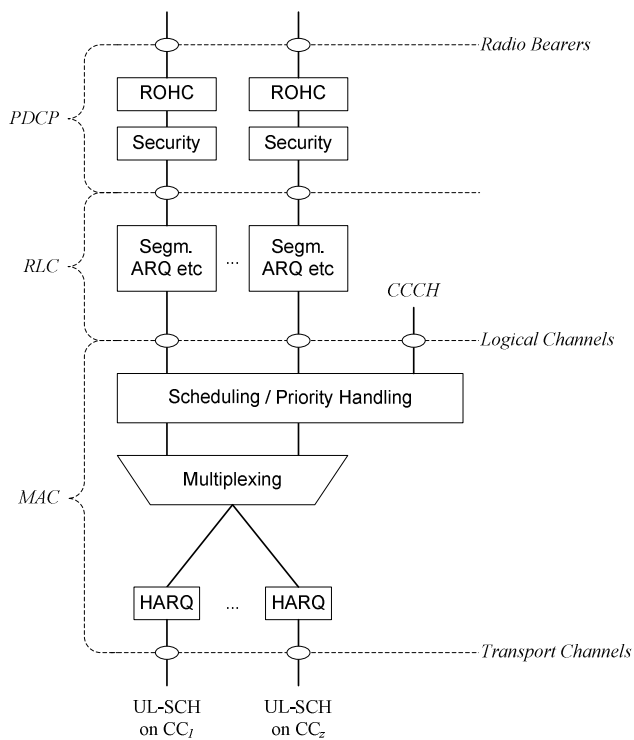 Radio Bearers
ROHC
ROHC
PDCP
Security
Security
Segm.
ARQ etc
...
Segm.
ARQ etc
RLC
CCCH
Logical Channels
Scheduling / Priority Handling
Multiplexing
MAC
HARQ
...
HARQ
Transport Channels
UL-SCH
on CC1
UL-SCH
on CCz